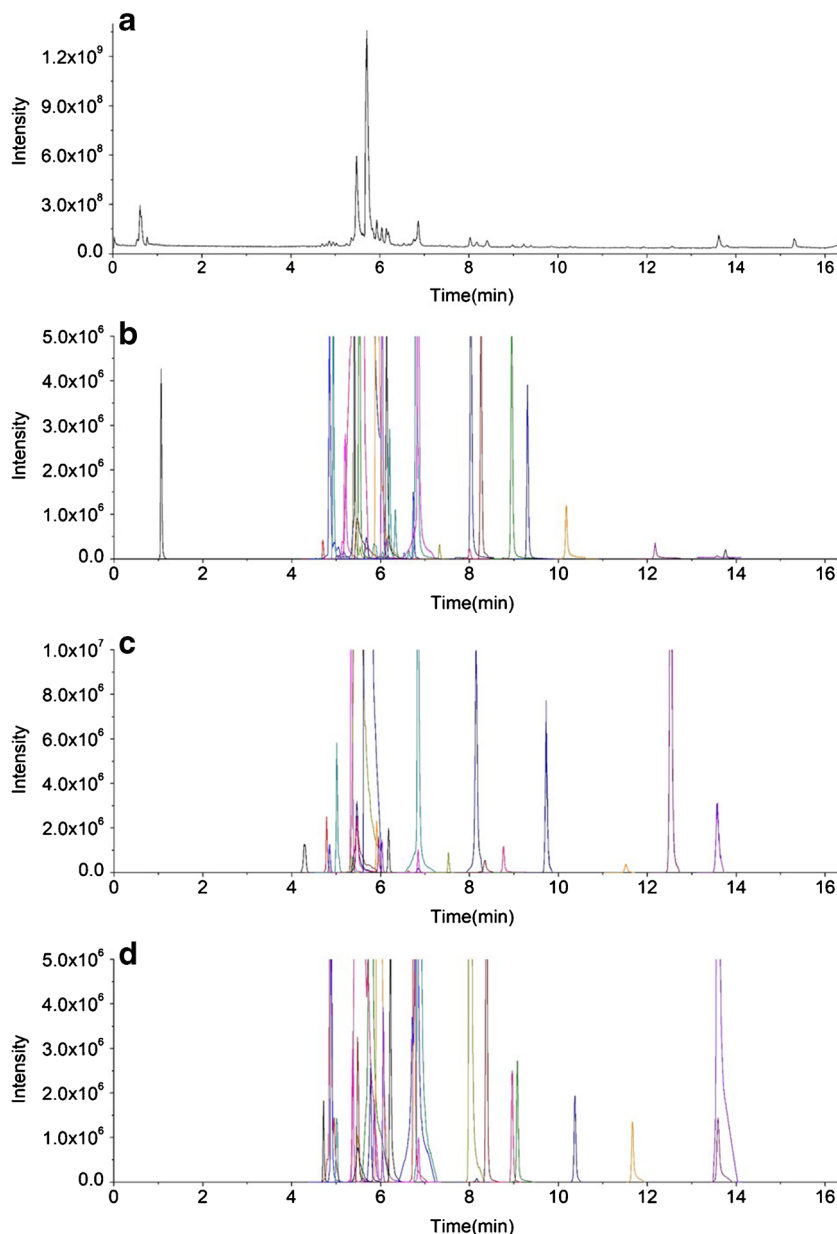 a
1.2x10⁹
9.0x10⁸
6.0x10⁸
3.0x10⁸
0.0
Intensity
0 2 4 6 8 10 12 14 16
Time(min)
b
5.0x10⁶
4.0x10⁶
3.0x10⁶
2.0x10⁶
1.0x10⁶
0.0
Intensity
0 2 4 6 8 10 12 14 16
Time(min)
c
1.0x10⁷
8.0x10⁶
6.0x10⁶
4.0x10⁶
2.0x10⁶
0.0
Intensity
0 2 4 6 8 10 12 14 16
Time(min)
d
5.0x10⁶
4.0x10⁶
3.0x10⁶
2.0x10⁶
1.0x10⁶
0.0
Intensity
0 2 4 6 8 10 12 14 16
Time(min)